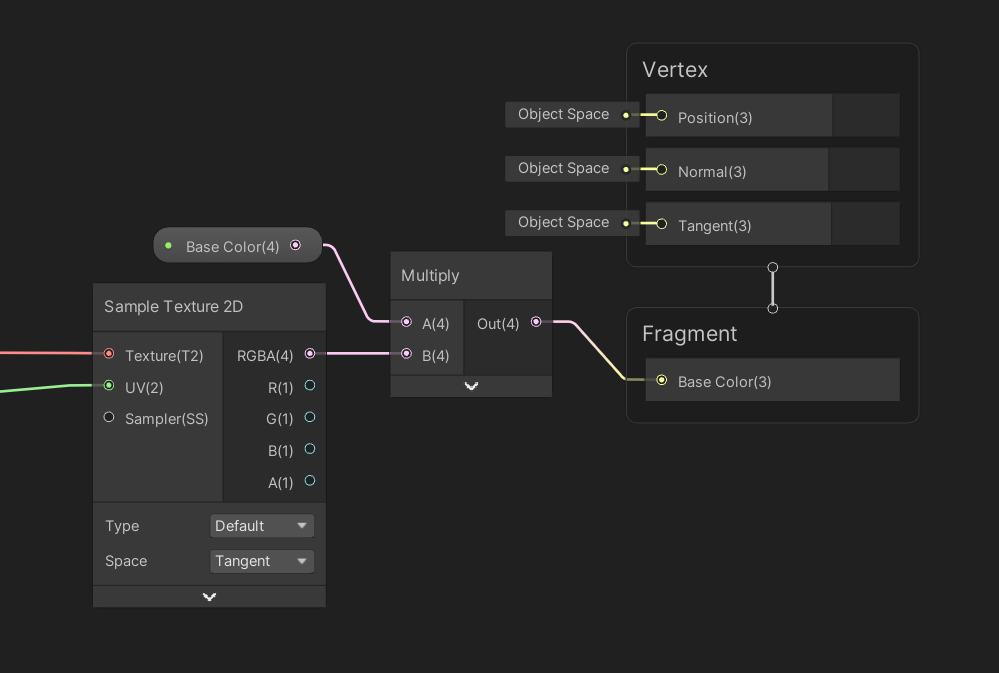 Vertex
Object Space
Position(3)
Object Space
Normal(3)
Object Space
Tangent(3)
Base Color(4)
Multiply
A(4)
Out(4)
B(4)
Sample Texture 2D
Texture(T2)
RGBA(4)
UV(2)
R(1)
Sampler(SS)
G(1)
B(1)
A(1)
Type
Default
Space
Tangent
Fragment
Base Color(3)